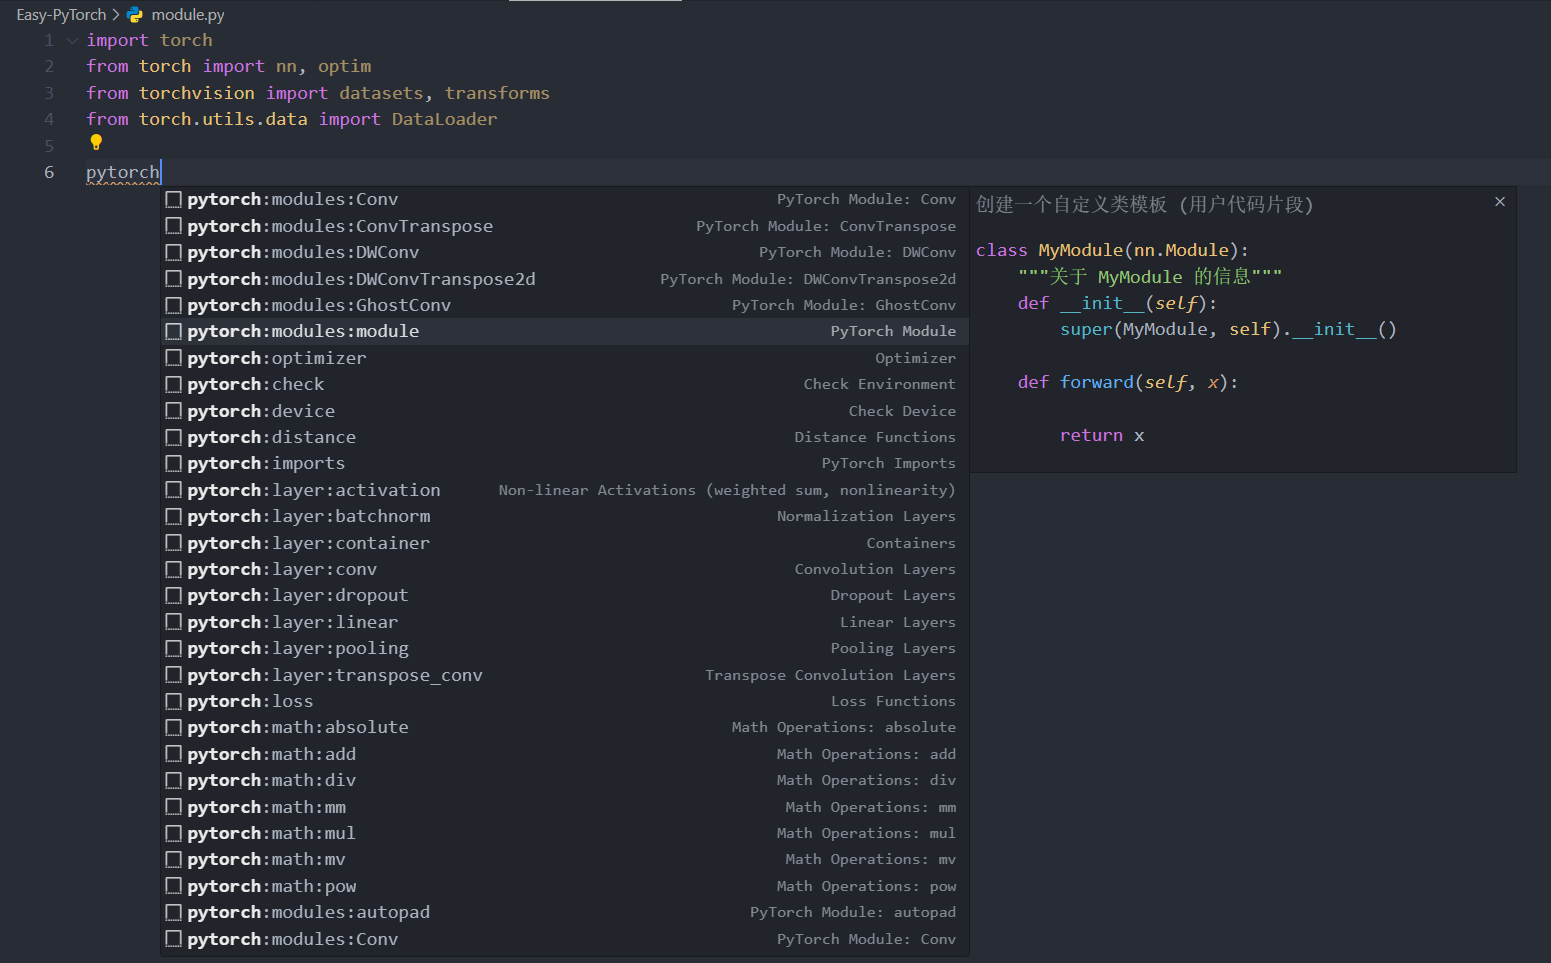 Easy-PyTorch > module.py
1 import torch
2 from torch import nn, optim
3 from torchvision import datasets, transforms
4 from torch.utils.data import DataLoader
5
6 pytorch
pytorch:modules:Conv PyTorch Module: Conv
pytorch:modules:ConvTranspose PyTorch Module: ConvTranspose
pytorch:modules:DWConv PyTorch Module: DWConv
pytorch:modules:DWConvTranspose2d PyTorch Module: DWConvTranspose2d
pytorch:modules:GhostConv PyTorch Module: GhostConv
pytorch:modules:module PyTorch Module
pytorch:optimizer Optimizer
pytorch:check Check Environment
pytorch:device Check Device
pytorch:distance Distance Functions
pytorch:imports PyTorch Imports
pytorch:layer:activation Non-linear Activations (weighted sum, nonlinearity)
pytorch:layer:batchnorm Normalization Layers
pytorch:layer:container Containers
pytorch:layer:conv Convolution Layers
pytorch:layer:dropout Dropout Layers
pytorch:layer:linear Linear Layers
pytorch:layer:pooling Pooling Layers
pytorch:layer:transpose_conv Transpose Convolution Layers
pytorch:loss Loss Functions
pytorch:math:absolute Math Operations: absolute
pytorch:math:add Math Operations: add
pytorch:math:div Math Operations: div
pytorch:math:mm Math Operations: mm
pytorch:math:mul Math Operations: mul
pytorch:math:mv Math Operations: mv
pytorch:math:pow Math Operations: pow
pytorch:modules:autopad PyTorch Module: autopad
pytorch:modules:Conv PyTorch Module: Conv
创建一个自定义类模板 (用户代码片段)
class MyModule(nn.Module):
"""关于 MyModule 的信息"""
def __init__(self):
super(MyModule, self).__init__()
def forward(self, x):
return x